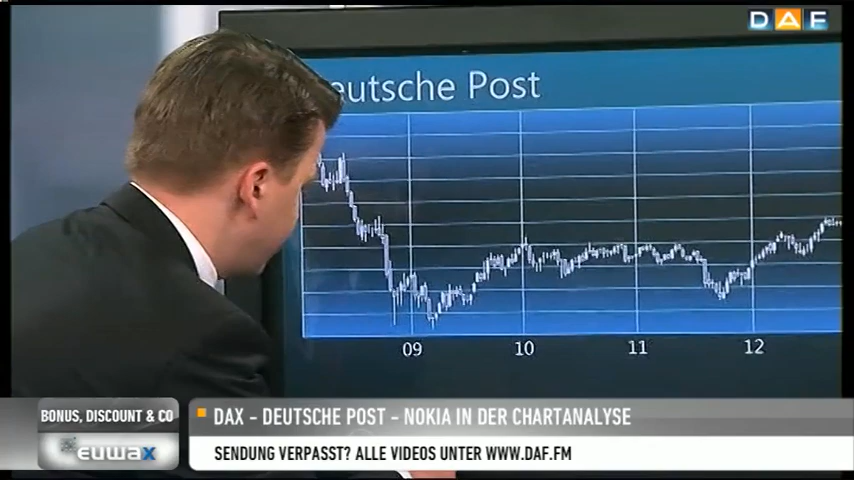 DAF
eutsche Post
09 10 11 12
BONUS, DISCOUNT & CO
EUWAX
DAX – DEUTSCHE POST – NOKIA IN DER CHARTANALYSE
SENDUNG VERPASST? ALLE VIDEOS UNTER WWW.DAF.FM